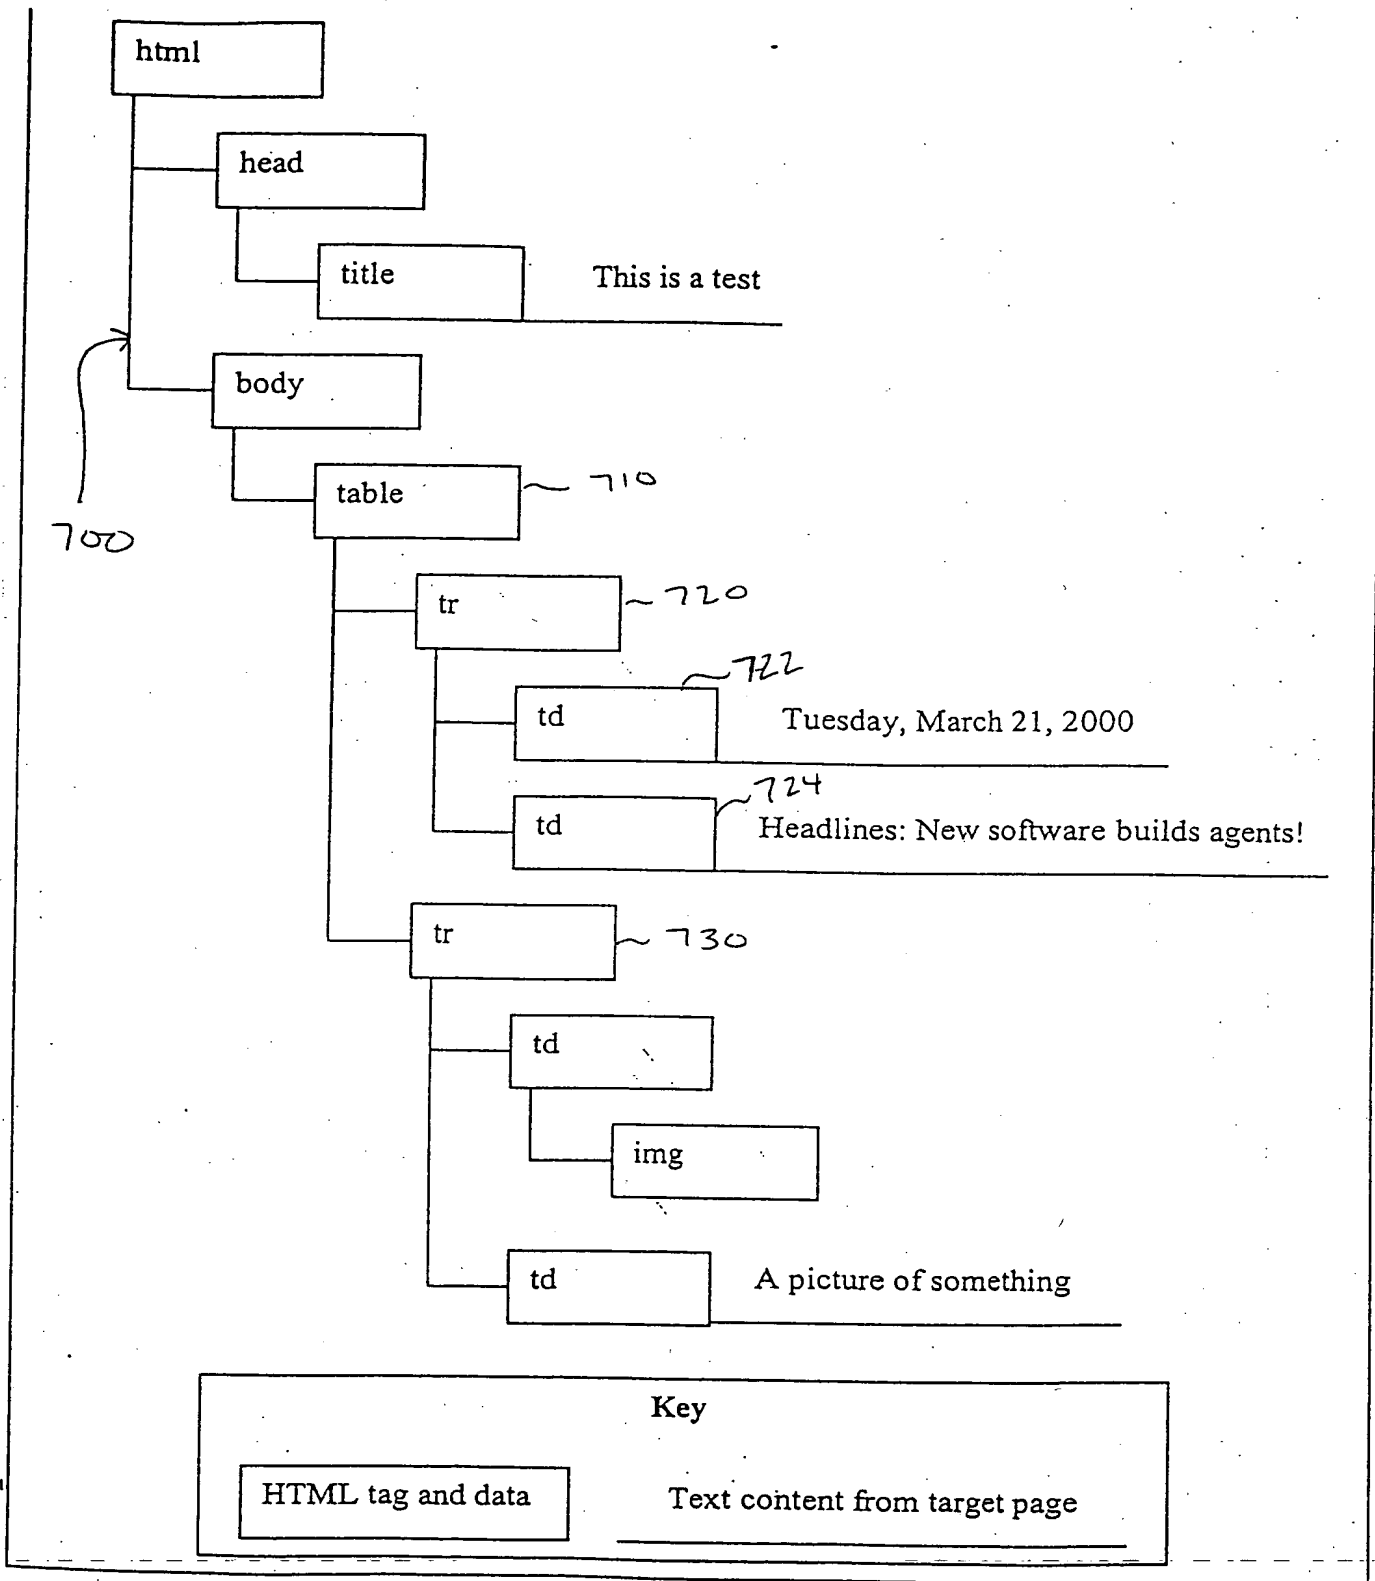 html
head
title This is a test
body
table 710
700
tr 720
722
td Tuesday, March 21, 2000
724
td Headlines: New software builds agents!
tr 730
td
img
td A picture of something
Key
HTML tag and data Text content from target page